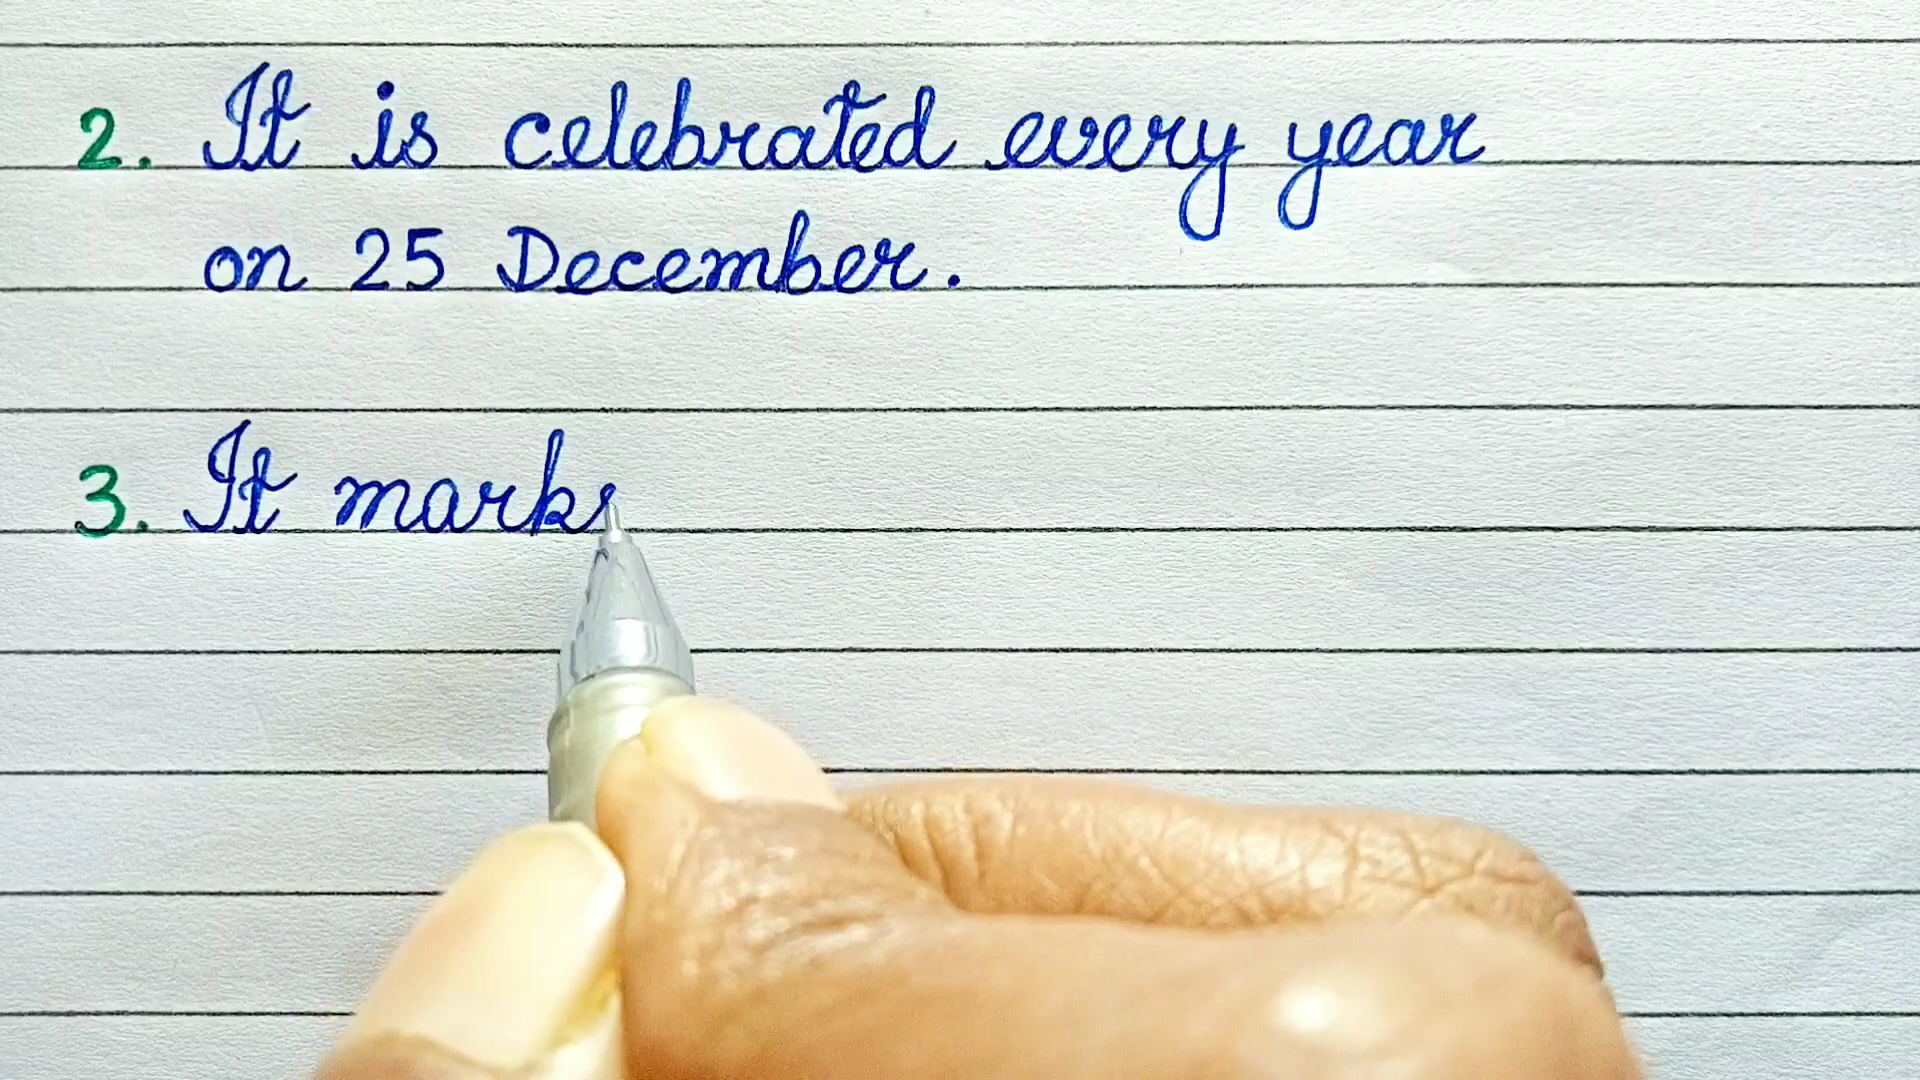 2. It is celebrated every year
on 25 December.
3. It marks